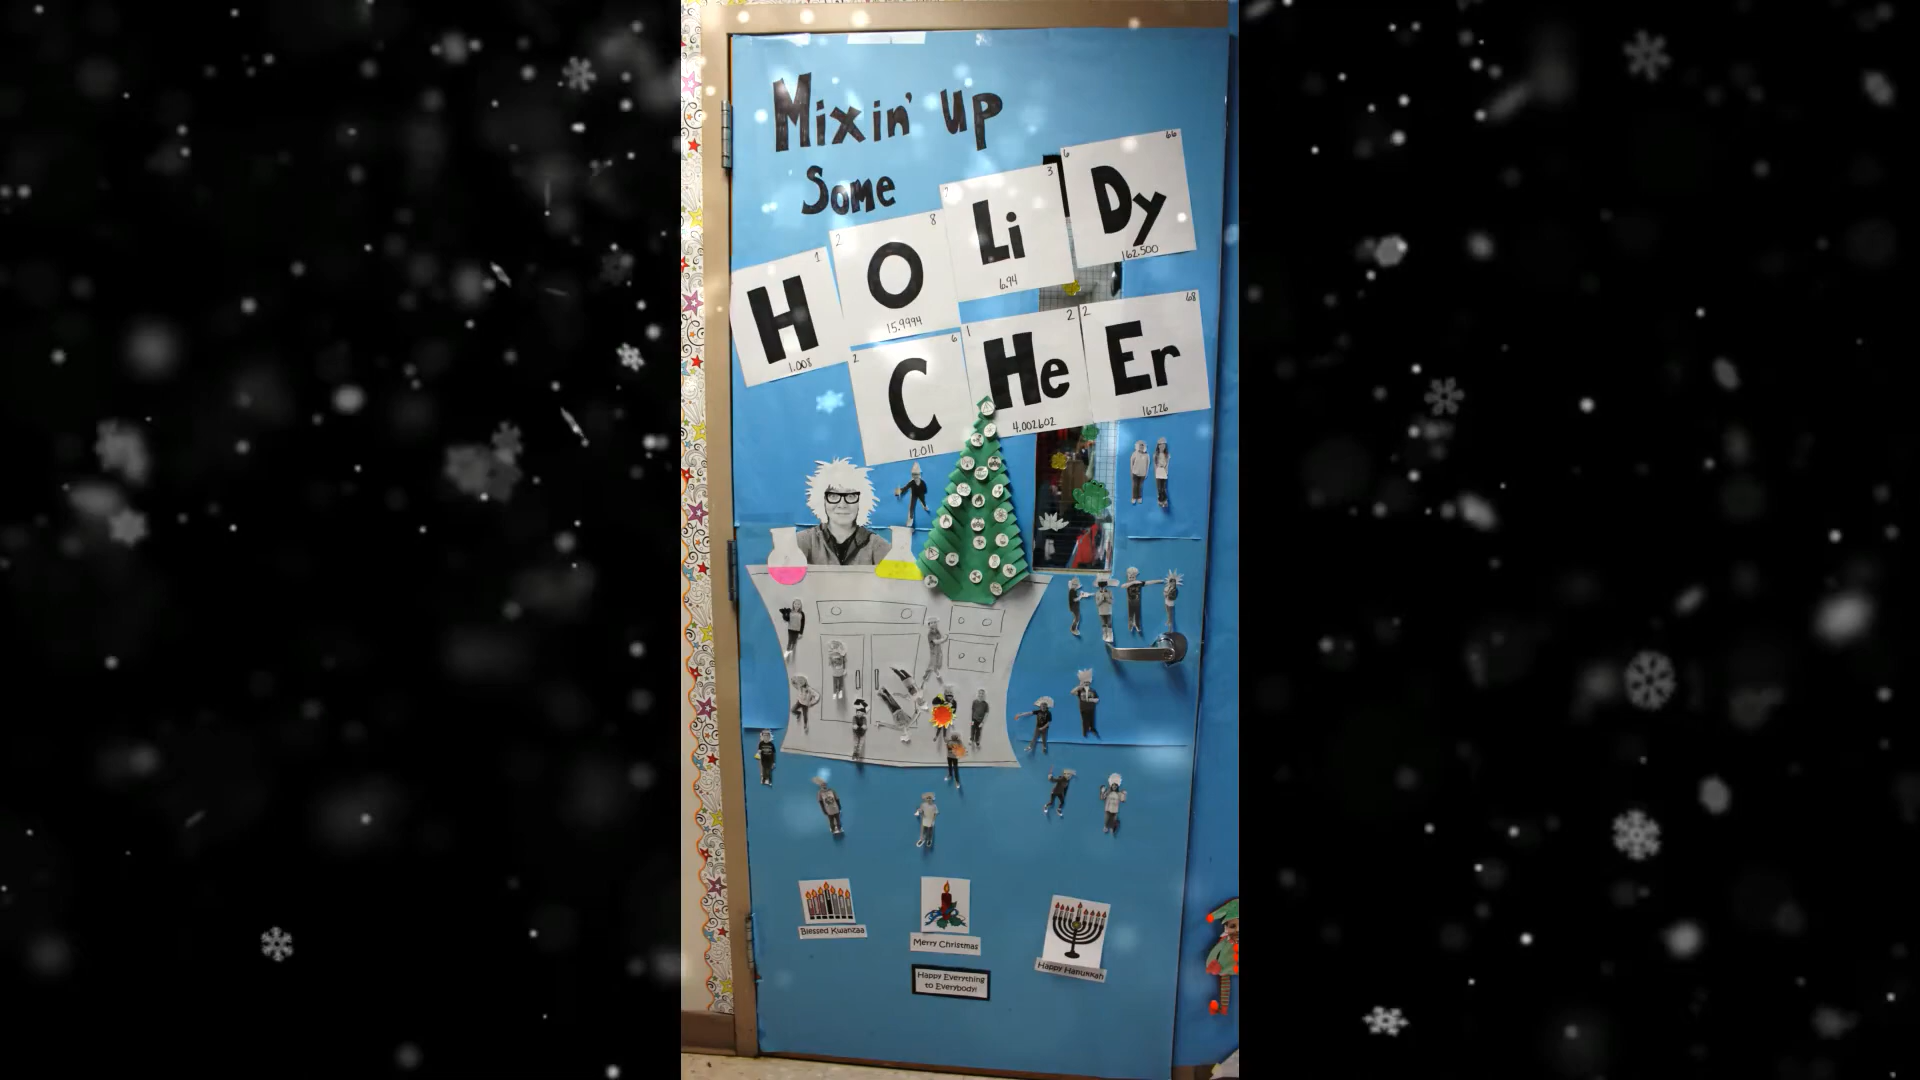 Mixin' up
Some
1
H
1.008
2 8
O
15.9994
7 3
Li
6.94
6 66
Dy
162.500
2 6
C
12.011
1 2
He
4.002602
2 68
Er
167.26
Blessed Kwanzaa
Merry Christmas
Happy Hanukkah
Happy Everything
to Everybody!